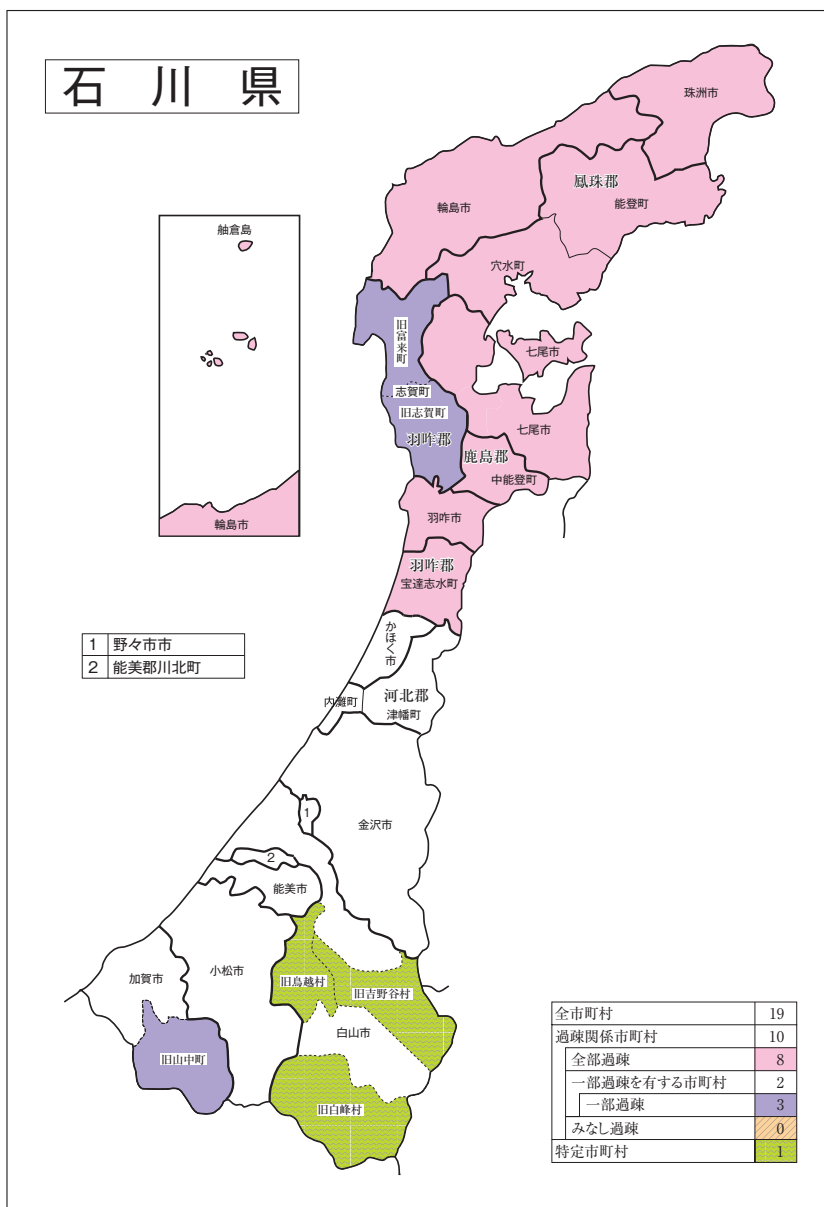 石川県
珠洲市
鳳珠郡
能登町
輪島市
舳倉島
穴水町
旧富来町
七尾市
志賀町
旧志賀町
羽咋郡
七尾市
鹿島郡
中能登町
羽咋市
輪島市
羽咋郡
宝達志水町
かほく市
1 野々市市
2 能美郡川北町
河北郡
内灘町
津幡町
1
金沢市
2
能美市
加賀市
小松市
旧鳥越村
旧吉野谷村
白山市
旧山中町
旧白峰村
全市町村 19
過疎関係市町村 10
全部過疎 8
一部過疎を有する市町村 2
一部過疎 3
みなし過疎 0
特定市町村 1